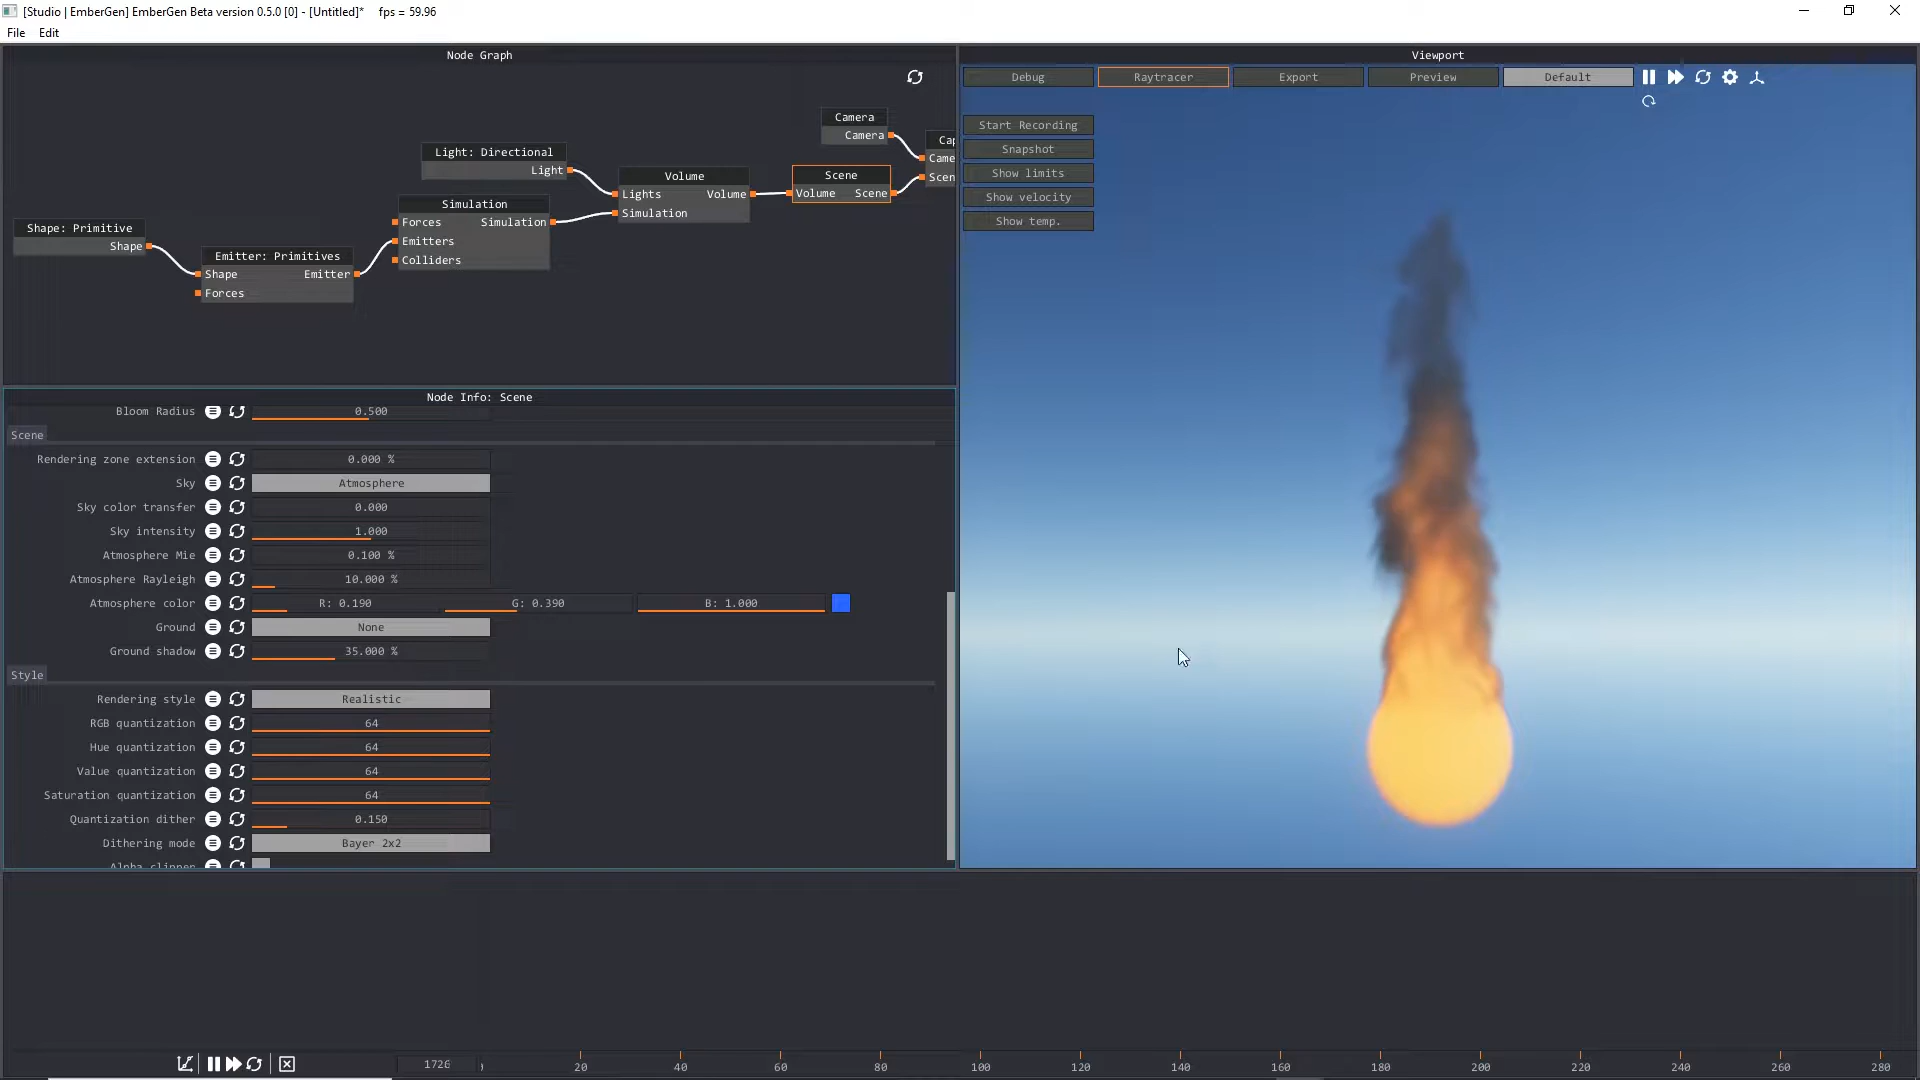 [Studio | EmberGen] EmberGen Beta version 0.5.0 [0] - [Untitled]* fps = 59.96
File Edit
Node Graph
Camera
Camera
Light: Directional
Light
Volume
Lights Volume
Simulation
Scene
Volume Scene
Cap
Came
Scen
Simulation
Forces Simulation
Emitters
Colliders
Shape: Primitive
Shape
Emitter: Primitives
Shape Emitter
Forces
Viewport
Debug Raytracer Export Preview Default
Start Recording
Snapshot
Show limits
Show velocity
Show temp.
Node Info: Scene
Bloom Radius 0.500
Scene
Rendering zone extension 0.000 %
Sky Atmosphere
Sky color transfer 0.000
Sky intensity 1.000
Atmosphere Mie 0.100 %
Atmosphere Rayleigh 10.000 %
Atmosphere color R: 0.190 G: 0.390 B: 1.000
Ground None
Ground shadow 35.000 %
Style
Rendering style Realistic
RGB quantization 64
Hue quantization 64
Value quantization 64
Saturation quantization 64
Quantization dither 0.150
Dithering mode Bayer 2x2
Alpha clipper
1726 20 40 60 80 100 120 140 160 180 200 220 240 260 280